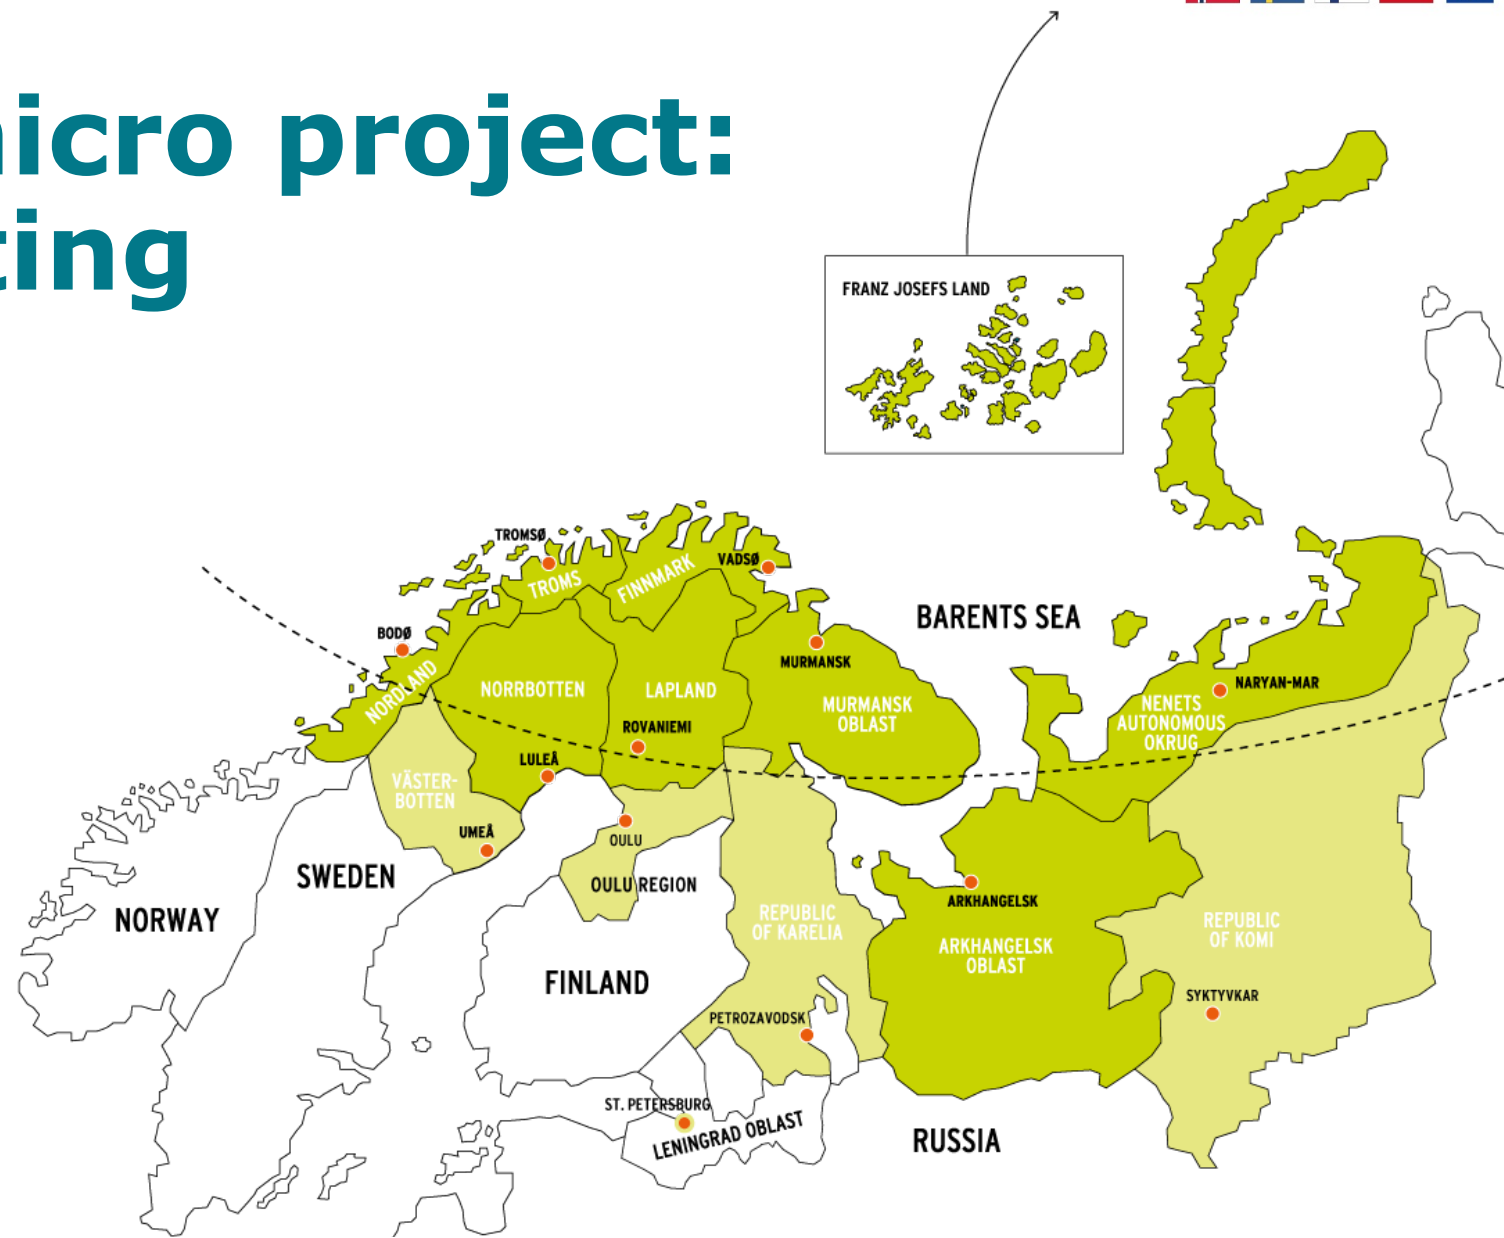 icro project:
ting
FRANZ JOSEFS LAND
TROMSØ
TROMS
FINNMARK
VADSØ
BODØ
NORDLAND
NORRBOTTEN
LAPLAND
ROVANIEMI
LULEÅ
MURMANSK
MURMANSK
OBLAST
BARENTS SEA
NARYAN-MAR
NENETS
AUTONOMOUS
OKRUG
VÄSTER-
BOTTEN
UMEÅ
OULU
OULU REGION
SWEDEN
NORWAY
FINLAND
REPUBLIC
OF KARELIA
ARKHANGELSK
ARKHANGELSK
OBLAST
REPUBLIC
OF KOMI
SYKTYVKAR
PETROZAVODSK
ST. PETERSBURG
LENINGRAD OBLAST
RUSSIA